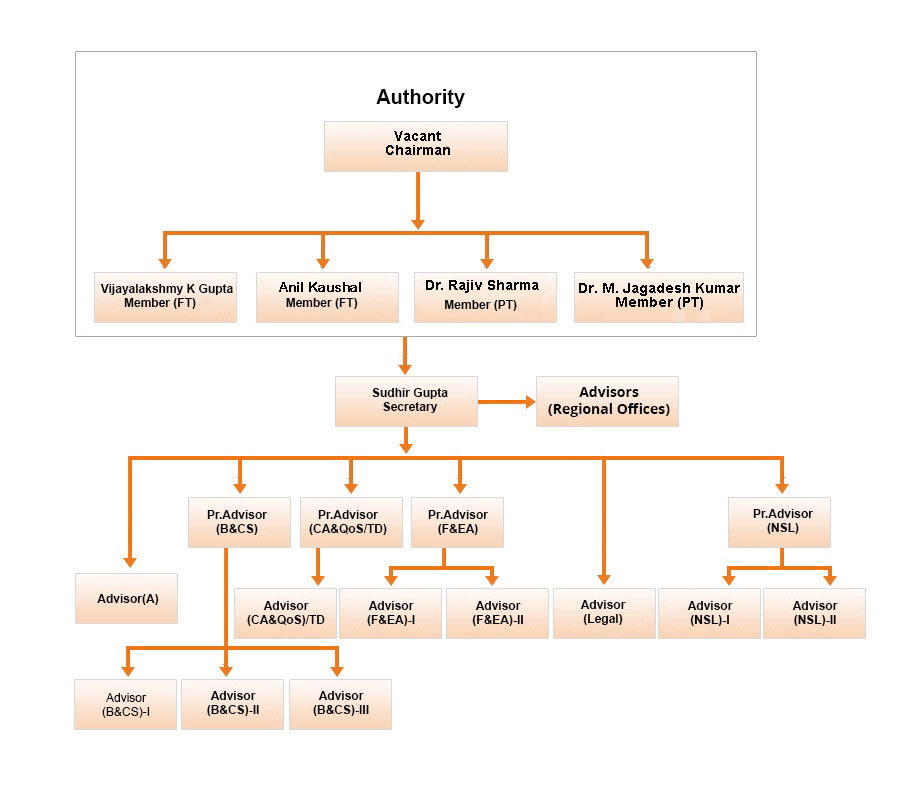 Authority
Vacant
Chairman
Vijayalakshmy K Gupta
Member (FT)
Anil Kaushal
Member (FT)
Dr. Rajiv Sharma
Member (PT)
Dr. M. Jagadesh Kumar
Member (PT)
Sudhir Gupta
Secretary
Advisors
(Regional Offices)
Pr.Advisor
(B&CS)
Pr.Advisor
(CA&QoS/TD)
Pr.Advisor
(F&EA)
Pr.Advisor
(NSL)
Advisor(A)
Advisor
(CA&QoS)/TD
Advisor
(F&EA)-I
Advisor
(F&EA)-II
Advisor
(Legal)
Advisor
(NSL)-I
Advisor
(NSL)-II
Advisor
(B&CS)-I
Advisor
(B&CS)-II
Advisor
(B&CS)-III